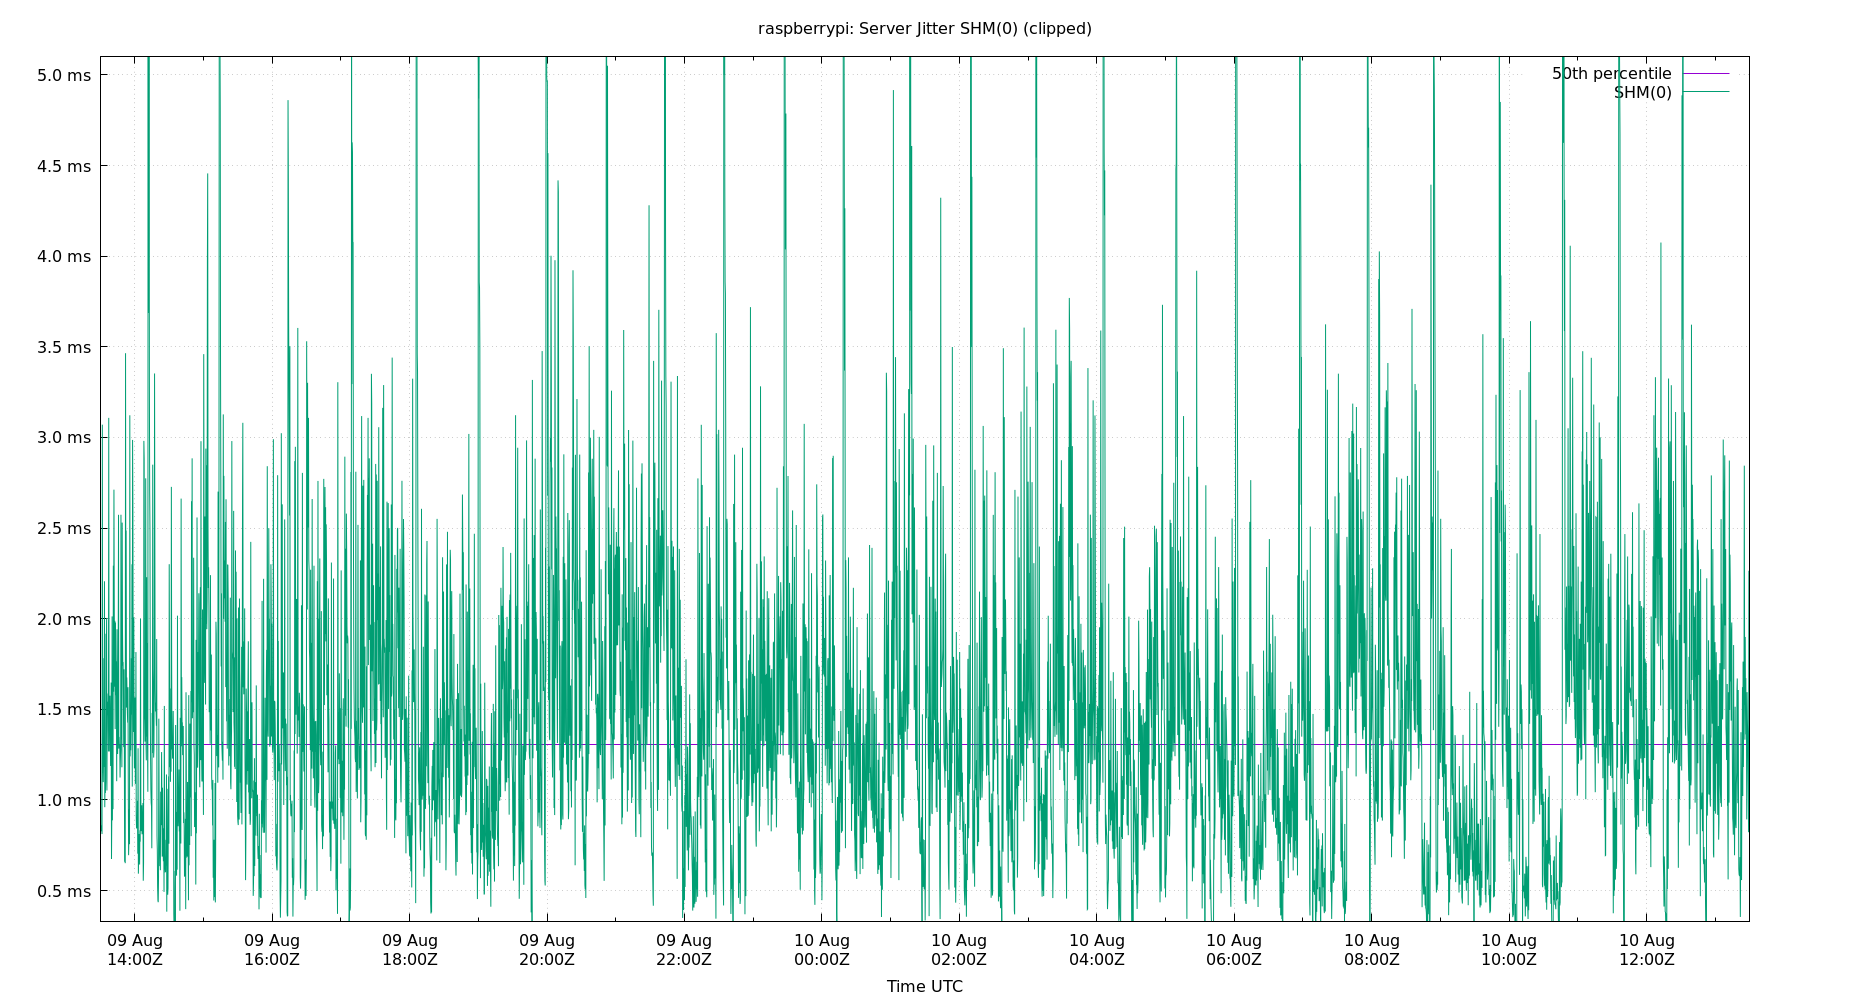 raspberrypi: Server Jitter SHM(0) (clipped)
5.0 ms
4.5 ms
4.0 ms
3.5 ms
3.0 ms
2.5 ms
2.0 ms
1.5 ms
1.0 ms
0.5 ms
50th percentile
SHM(0)
09 Aug 09 Aug 09 Aug 09 Aug 09 Aug 10 Aug 10 Aug 10 Aug 10 Aug 10 Aug 10 Aug 10 Aug
14:00Z 16:00Z 18:00Z 20:00Z 22:00Z 00:00Z 02:00Z 04:00Z 06:00Z 08:00Z 10:00Z 12:00Z
Time UTC